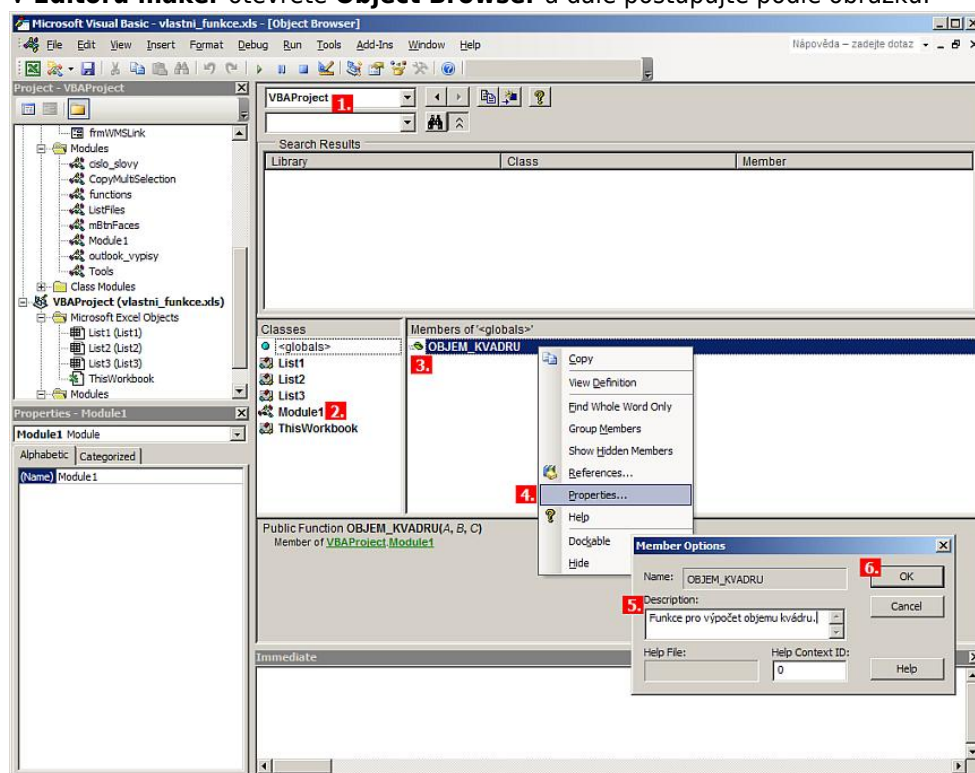 V Editoru maker otevřete Object Browser a dále postupujte podle obrázku:
Microsoft Visual Basic - vlastni_funkce.xls - [Object Browser]
File Edit View Insert Format Debug Run Tools Add-Ins Window Help
Nápověda – zadejte dotaz
Project - VBAProject
frmWMSLink
Modules
cislo_slovy
CopyMultiSelection
functions
ListFiles
mBtnFaces
Module1
outlook_vypisy
Tools
Class Modules
VBAProject (vlastni_funkce.xls)
Microsoft Excel Objects
List1 (List1)
List2 (List2)
List3 (List3)
ThisWorkbook
Modules
Properties - Module1
Module1 Module
Alphabetic Categorized
(Name) Module1
VBAProject 1.
Search Results
Library Class Member
Classes
<globals>
List1
List2
List3
Module1 2.
ThisWorkbook
Members of '<globals>'
OBJEM_KVADRU
3.
Copy
View Definition
Find Whole Word Only
Group Members
Show Hidden Members
References...
4. Properties...
Help
Dockable
Hide
Public Function OBJEM_KVADRU(A, B, C)
Member of VBAProject.Module1
Member Options
Name: OBJEM_KVADRU
6. OK
5. Description:
Cancel
Funkce pro výpočet objemu kvádru.
Help File: Help Context ID:
0
Help
Immediate